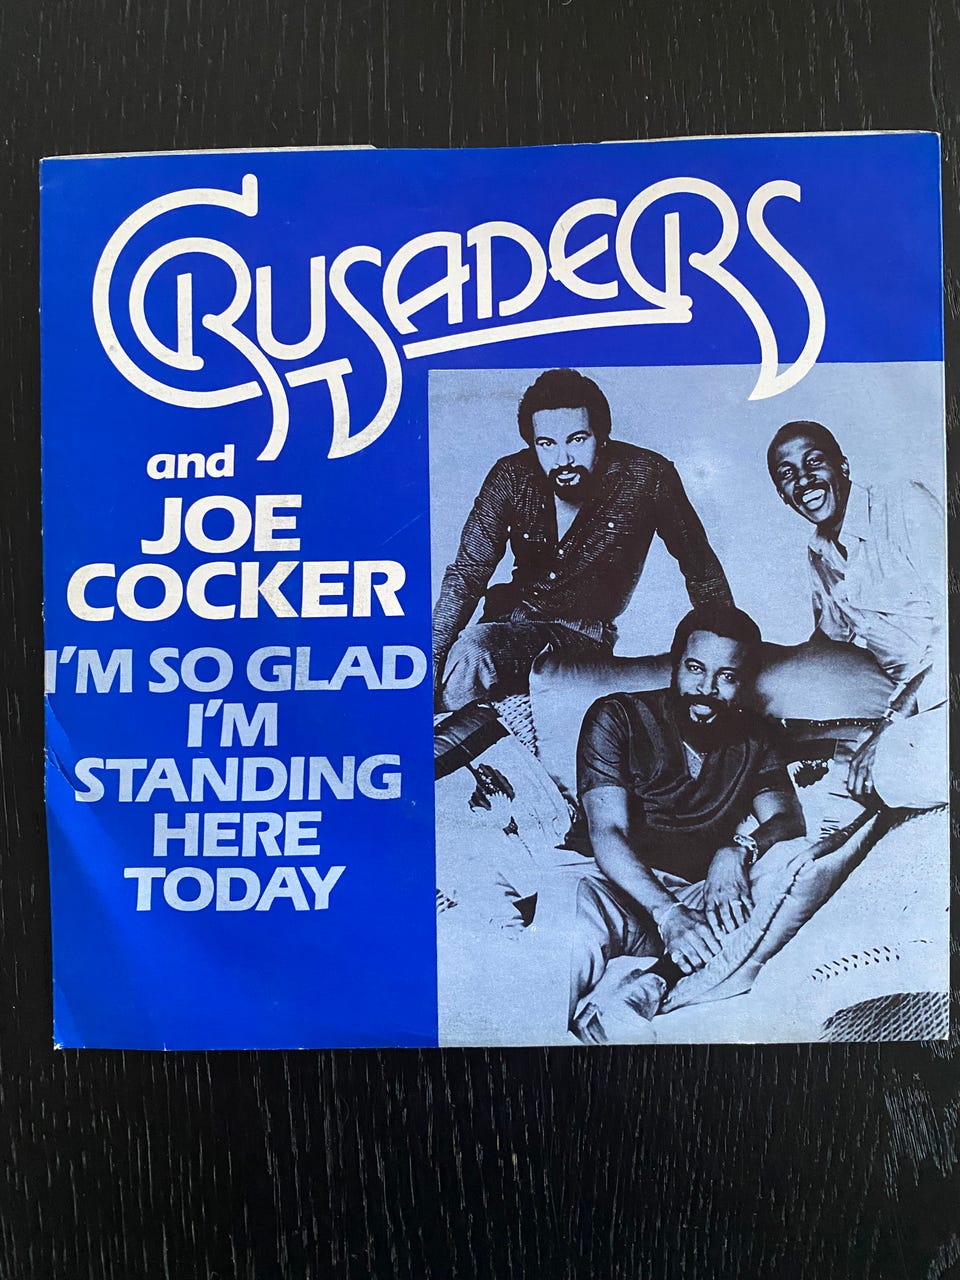 CRUSADERS
and
JOE
COCKER
I'M SO GLAD
I'M
STANDING
HERE
TODAY